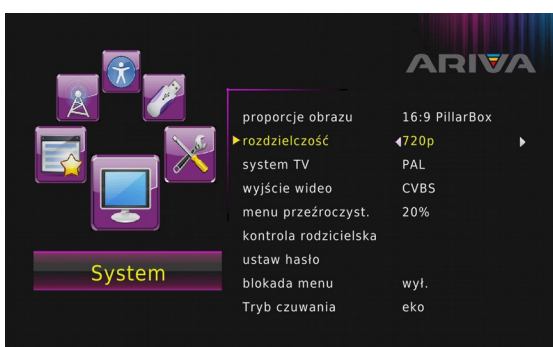 ARIVA
proporcje obrazu 16:9 PillarBox
rozdzielczość 720p
system TV PAL
wyjście wideo CVBS
menu przeźroczyst. 20%
kontrola rodzicielska
ustaw hasło
blokada menu wył.
Tryb czuwania eko
System